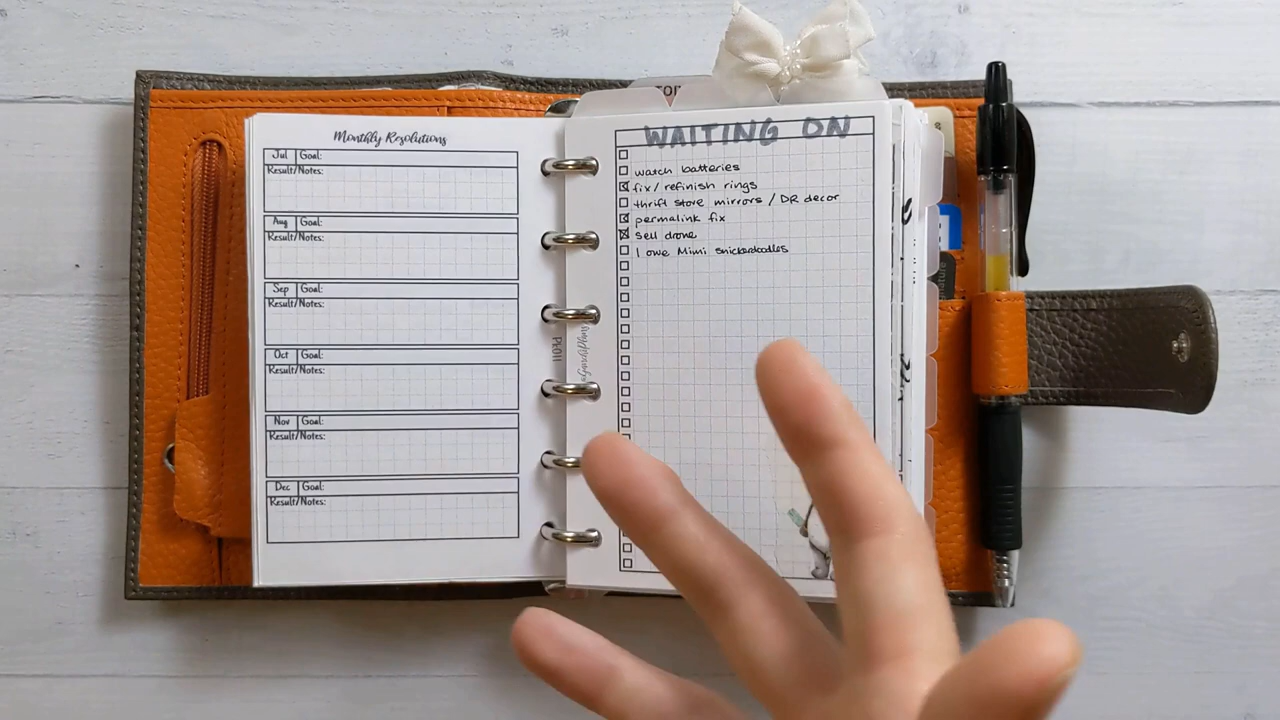 Monthly Resolutions
Jul Goal:
Result/Notes:
Aug Goal:
Result/Notes:
Sep Goal:
Result/Notes:
Oct Goal:
Result/Notes:
Nov Goal:
Result/Notes:
Dec Goal:
Result/Notes:
PK011
WAITING ON
watch batteries
fix/refinish rings
thrift store mirrors / DR decor
permalink fix
sell drone
I owe Mimi snickerdoodles